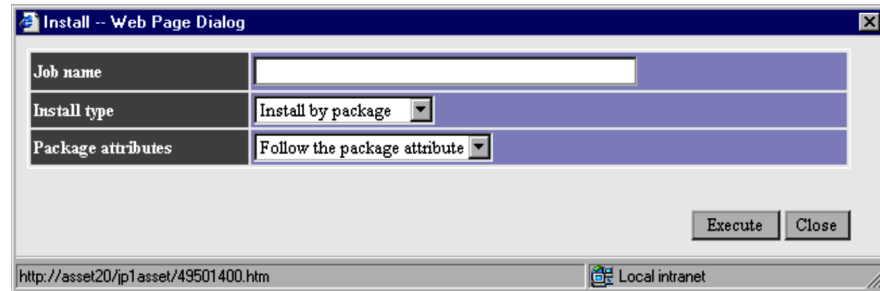 Install -- Web Page Dialog
Job name
Install type Install by package
Package attributes Follow the package attribute
Execute Close
http://asset20/jp1asset/49501400.htm Local intranet